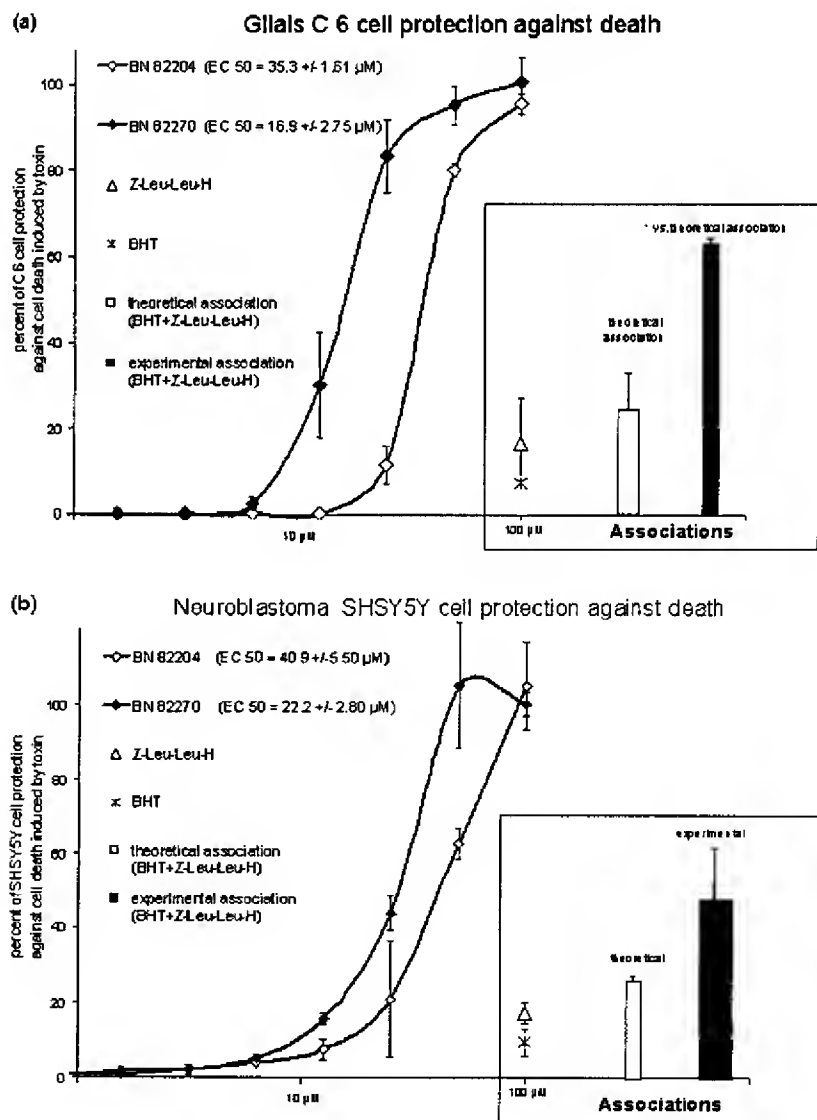 (a) Glials C 6 cell protection against death
percent of C6 cell protection
against cell death induced by toxin
100
80
60
40
20
0
BN 82204 (EC 50 = 35.3 +/-1.61 µM)
BN 82270 (EC 50 = 16.9 +/-2.75 µM)
Z-Leu-Leu-H
BHT
theoretical association
(BHT+Z-Leu-Leu-H)
experimental association
(BHT+Z-Leu-Leu-H)
* vs. theoretical association
theoretical
association
10 µM
100 µM
Associations
(b) Neuroblastoma SHSY5Y cell protection against death
percent of SHSY5Y cell protection
against cell death induced by toxin
100
80
60
40
20
0
BN 82204 (EC 50 = 40.9 +/-5.50 µM)
BN 82270 (EC 50 = 22.2 +/- 2.80 µM)
Z-Leu-Leu-H
BHT
theoretical association
(BHT+Z-Leu-Leu-H)
experimental association
(BHT+Z-Leu-Leu-H)
experimental
theoretical
10 µM
100 µM
Associations